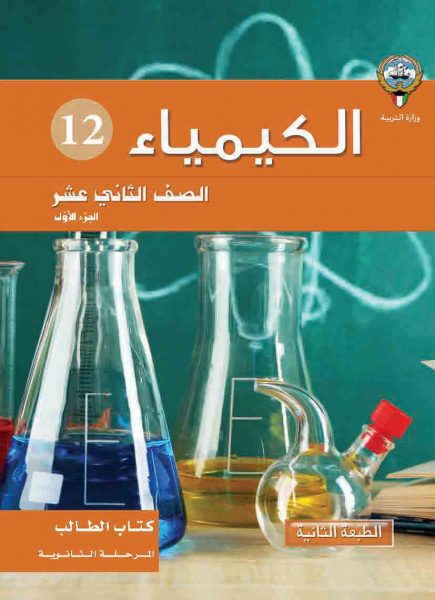 وزارة التربية
الكيمياء
12
الصف الثاني عشر
الجزء الأول
كتاب الطالب
المرحلة الثانوية
الطبعة الثانية